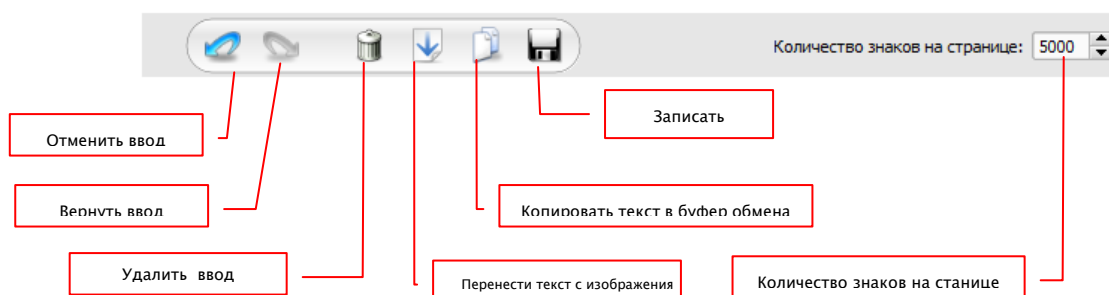 Количество знаков на странице: 5000
Записать
Отменить ввод
Вернуть ввод
Копировать текст в буфер обмена
Удалить ввод
Перенести текст с изображения
Количество знаков на станице